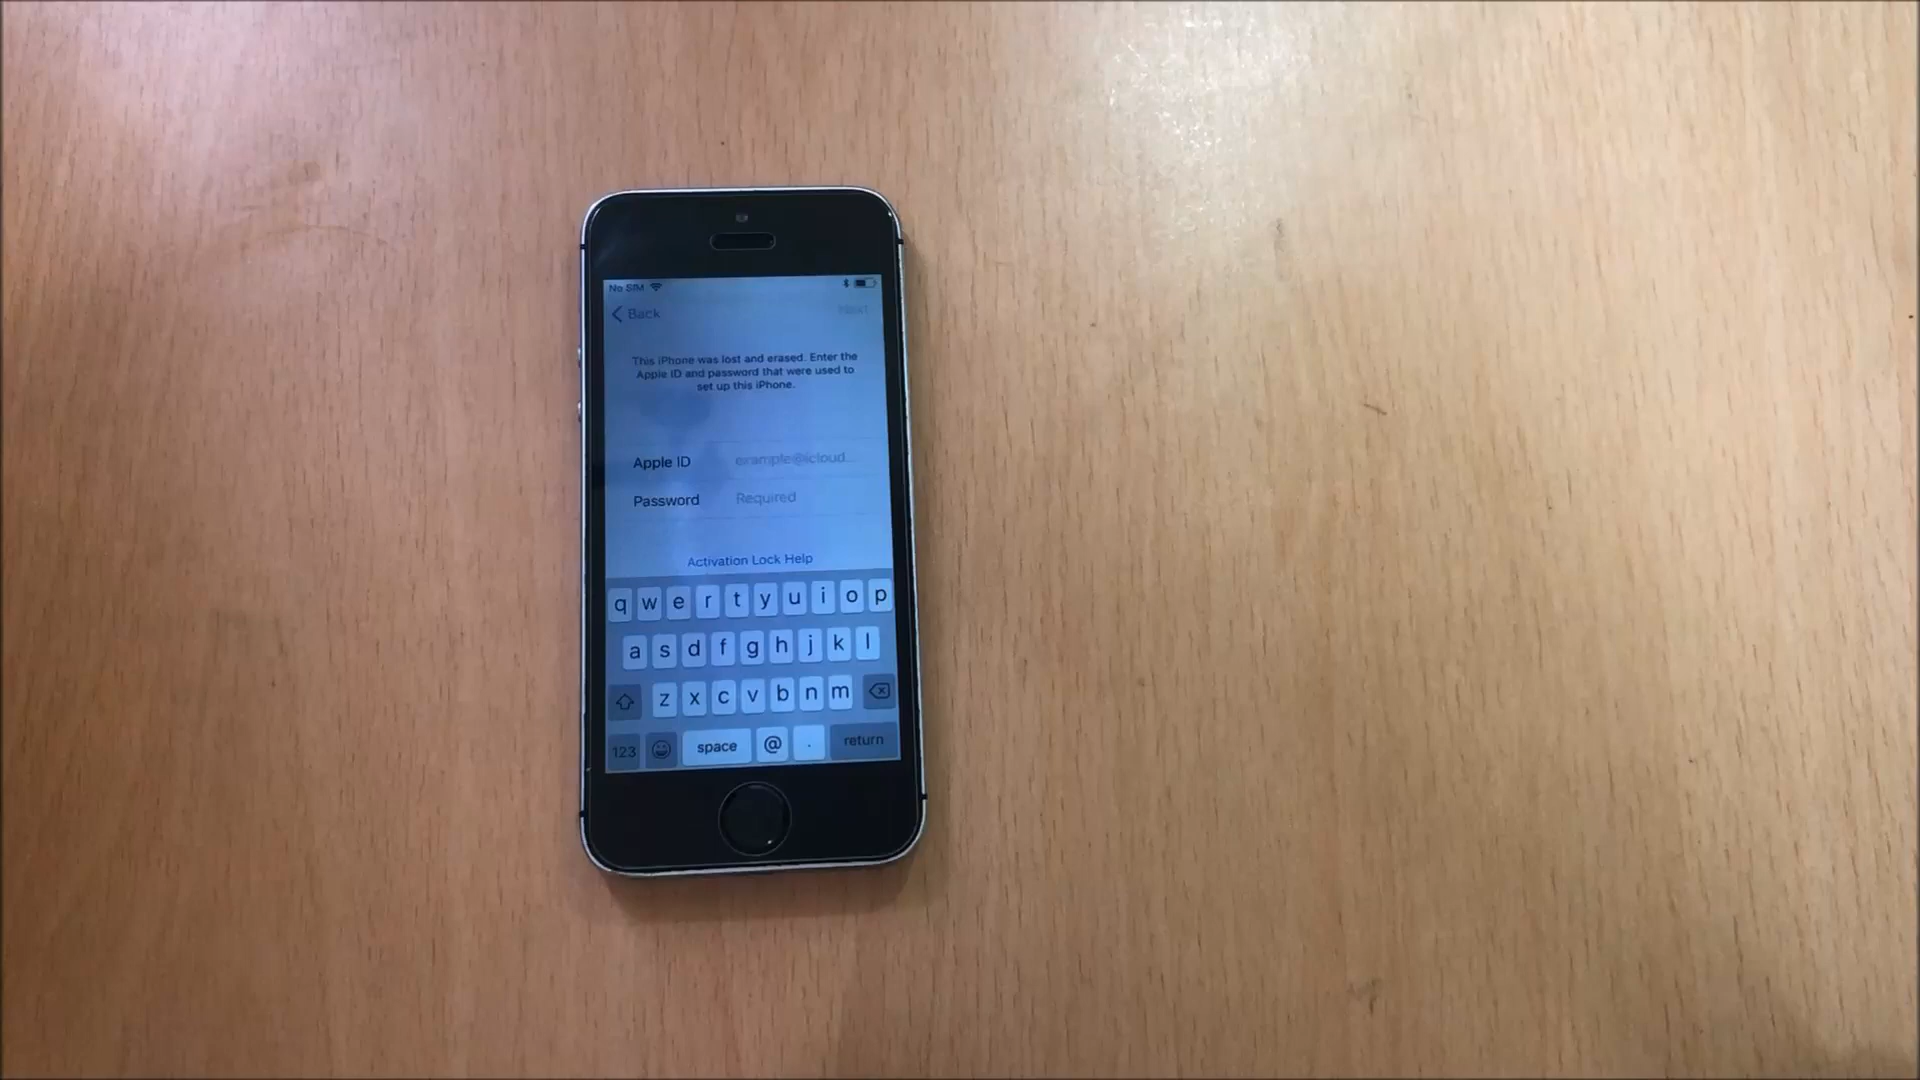 No SIM
Back
Next
This iPhone was lost and erased. Enter the
Apple ID and password that were used to
set up this iPhone.
Apple ID example@icloud...
Password Required
Activation Lock Help
q w e r t y u i o p
a s d f g h j k l
z x c v b n m
123 space @ . return